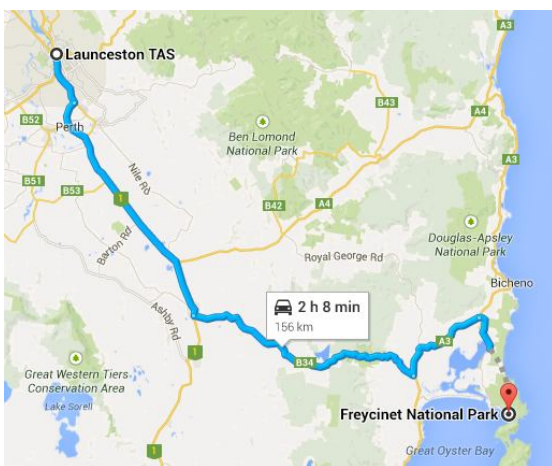 Launceston TAS
B52
Perth
B51
B53
Nile Rd
1
Barton Rd
Ashby Rd
Great Western Tiers
Conservation Area
Lake Sorell
1
1
Ben Lomond
National Park
B43
A4
A3
B42
A4
Royal George Rd
Douglas-Apsley
National Park
Bicheno
2 h 8 min
156 km
B34
A3
Freycinet National Park
Great Oyster Bay